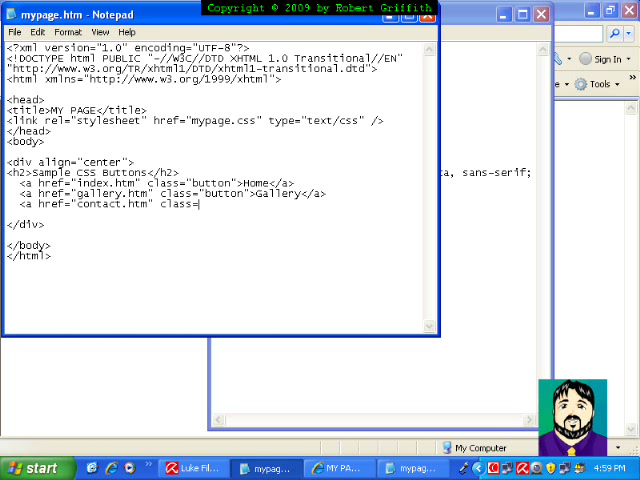 Copyright © 2009 by Robert Griffith
mypage.htm - Notepad
File Edit Format View Help
<?xml version="1.0" encoding="UTF-8"?>
<!DOCTYPE html PUBLIC "-//W3C//DTD XHTML 1.0 Transitional//EN"
"http://www.w3.org/TR/xhtml1/DTD/xhtml1-transitional.dtd">
<html xmlns="http://www.w3.org/1999/xhtml">
<head>
<title>MY PAGE</title>
<link rel="stylesheet" href="mypage.css" type="text/css" />
</head>
<body>
<div align="center">
<h2>Sample CSS Buttons</h2>
<a href="index.htm" class="button">Home</a>
<a href="gallery.htm" class="button">Gallery</a>
<a href="contact.htm" class=
</div>
</body>
</html>
Sign In
Tools
, sans-serif;
My Computer
start
Luke Fil...
mypag...
MY PA...
mypag...
4:59 PM